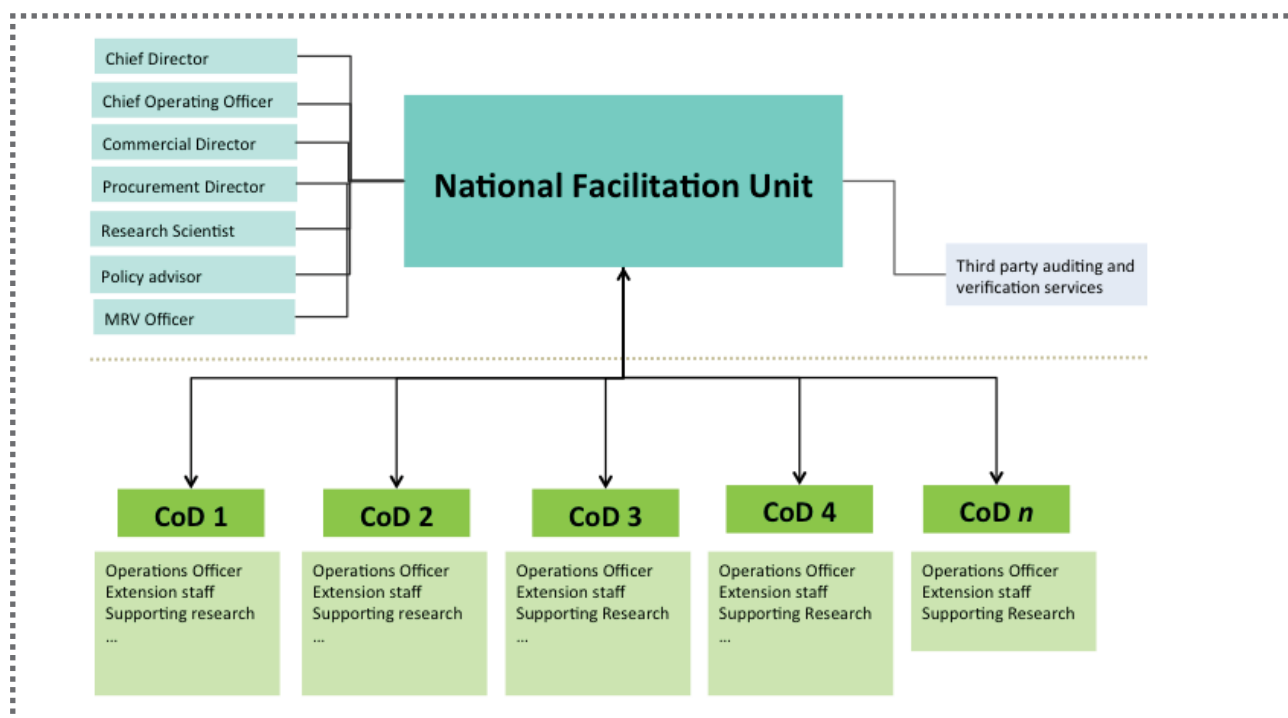 Chief Director
Chief Operating Officer
Commercial Director
Procurement Director
Research Scientist
Policy advisor
MRV Officer
National Facilitation Unit
Third party auditing and
verification services
CoD 1
Operations Officer
Extension staff
Supporting research
...
CoD 2
Operations Officer
Extension staff
Supporting research
...
CoD 3
Operations Officer
Extension staff
Supporting Research
...
CoD 4
Operations Officer
Extension staff
Supporting Research
...
CoD n
Operations Officer
Extension staff
Supporting Research